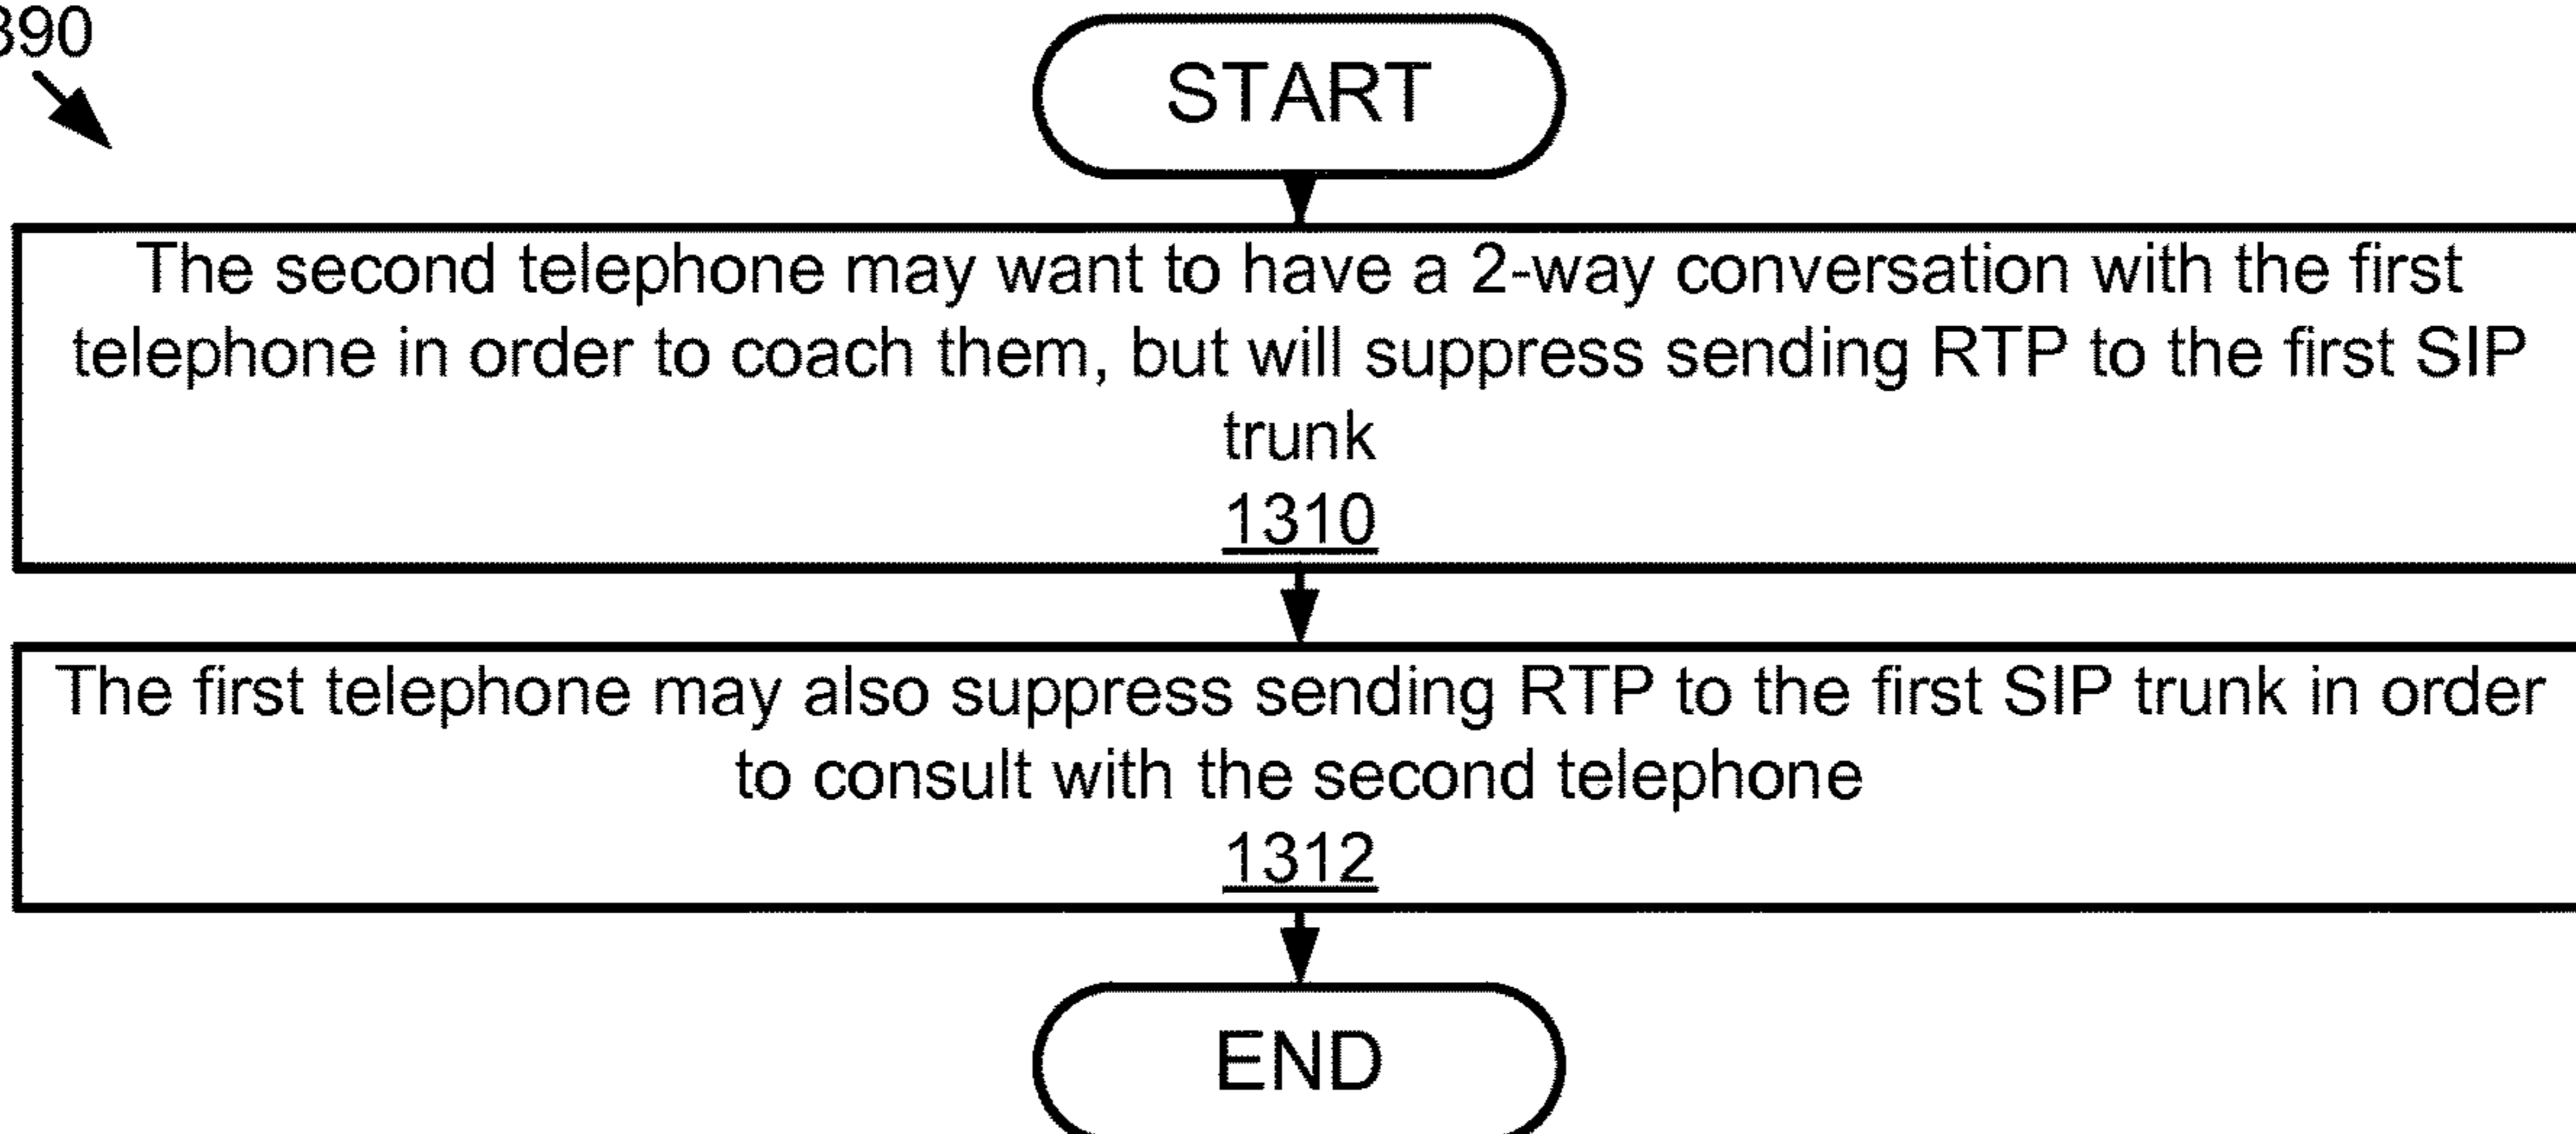 390
START
The second telephone may want to have a 2-way conversation with the first
telephone in order to coach them, but will suppress sending RTP to the first SIP
trunk
1310
The first telephone may also suppress sending RTP to the first SIP trunk in order
to consult with the second telephone
1312
END